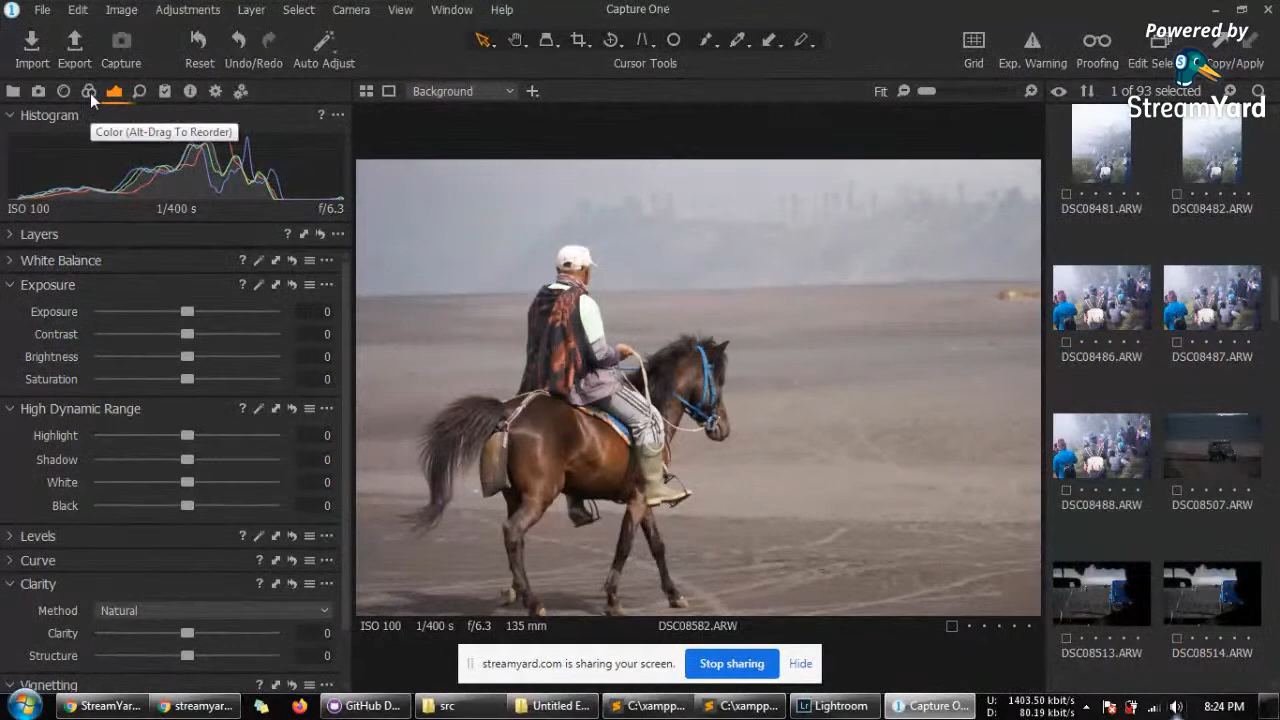 1 File Edit Image Adjustments Layer Select Camera View Window Help Capture One
Powered by
StreamYard
Import Export Capture Reset Undo/Redo Auto Adjust Cursor Tools Grid Exp. Warning Proofing Edit Sele Copy/Apply
Background Fit 1 of 93 selected
Histogram ?
Color (Alt-Drag To Reorder)
ISO 100 1/400 s f/6.3
Layers ?
White Balance ?
Exposure ?
Exposure 0
Contrast 0
Brightness 0
Saturation 0
High Dynamic Range ?
Highlight 0
Shadow 0
White 0
Black 0
Levels ?
Curve ?
Clarity ?
Method Natural
Clarity 0
Structure 0
Vignetting
ISO 100 1/400 s f/6.3 135 mm DSC08582.ARW
DSC08481.ARW DSC08482.ARW
DSC08486.ARW DSC08487.ARW
DSC08488.ARW DSC08507.ARW
DSC08513.ARW DSC08514.ARW
streamyard.com is sharing your screen. Stop sharing Hide
StreamYar... streamyar... GitHub D... src Untitled E... C:\xampp... C:\xampp... Lr Lightroom 1 Capture O...
U: 1403.50 kbit/s
D: 80.19 kbit/s
8:24 PM